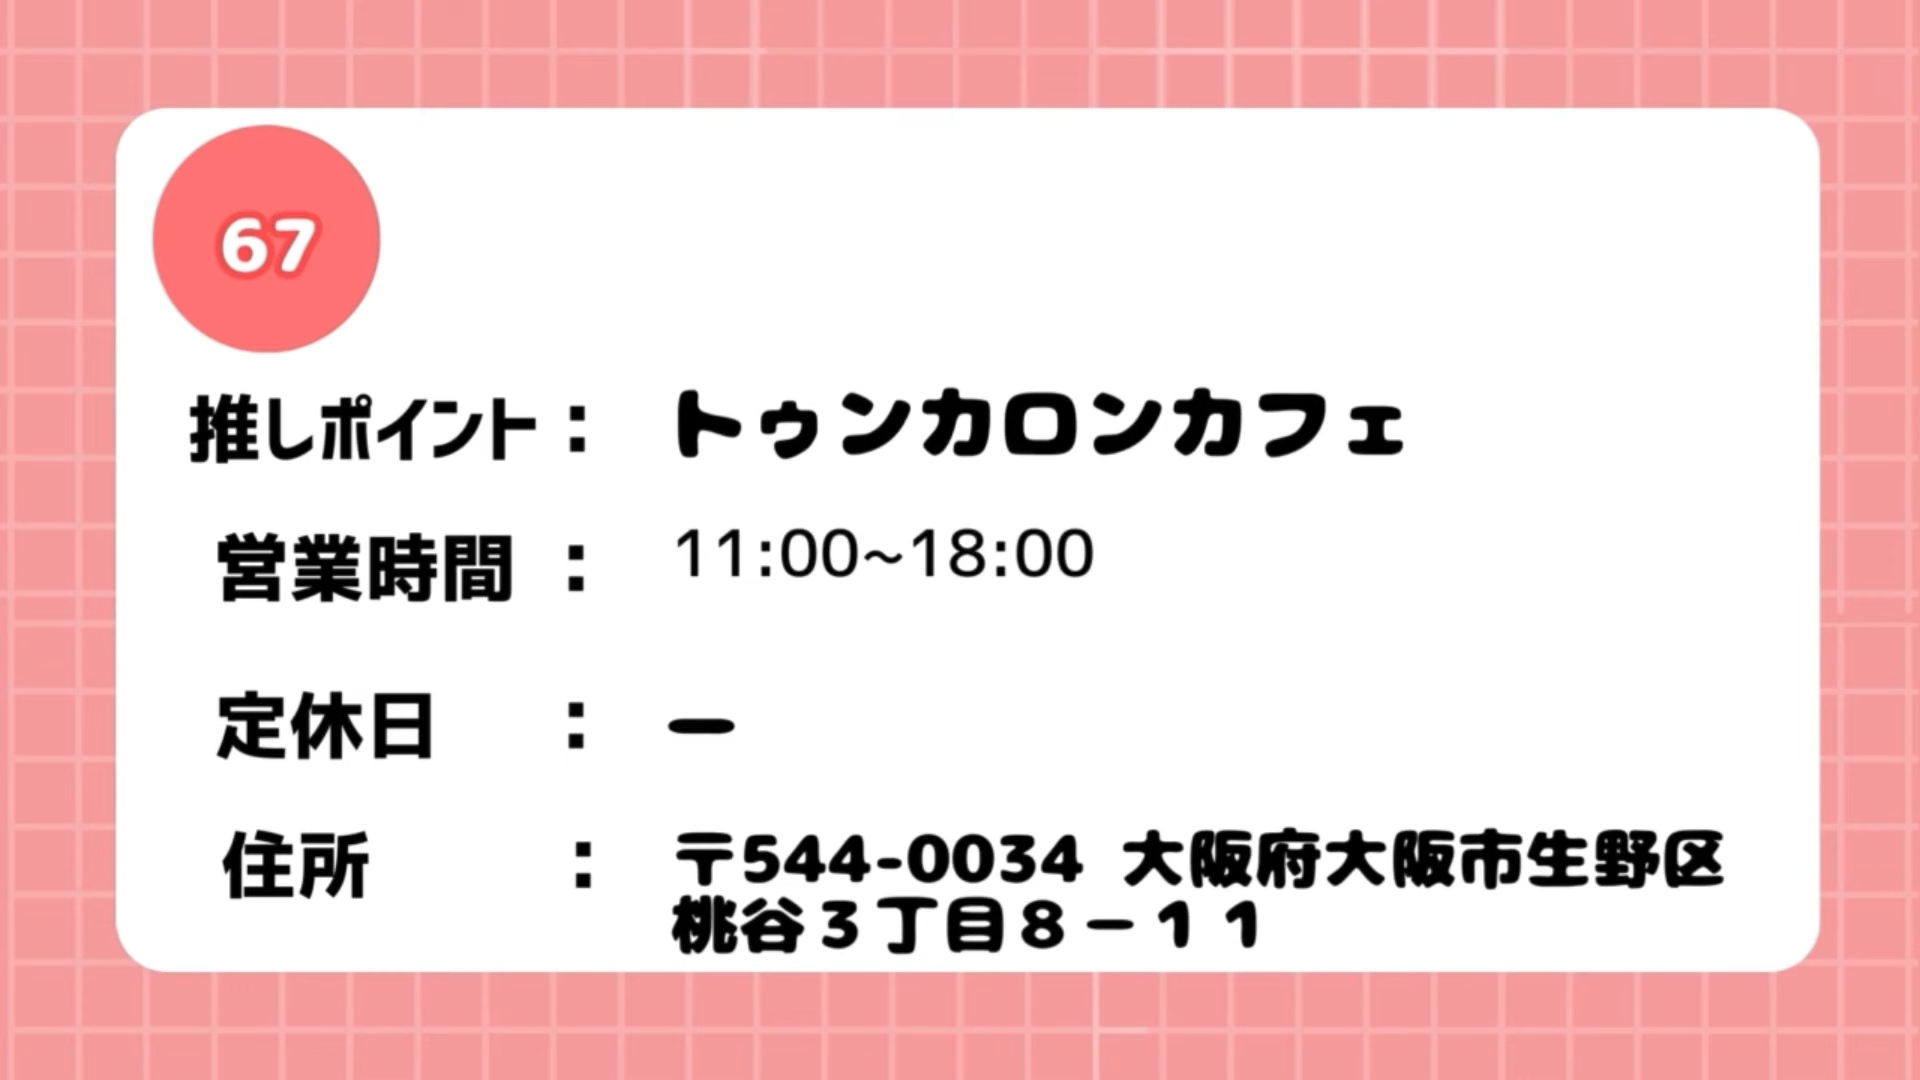 67
推しポイント： トゥンカロンカフェ
営業時間 ： 11:00~18:00
定休日 ： ー
住所 ： 〒544-0034 大阪府大阪市生野区
桃谷３丁目８－１１